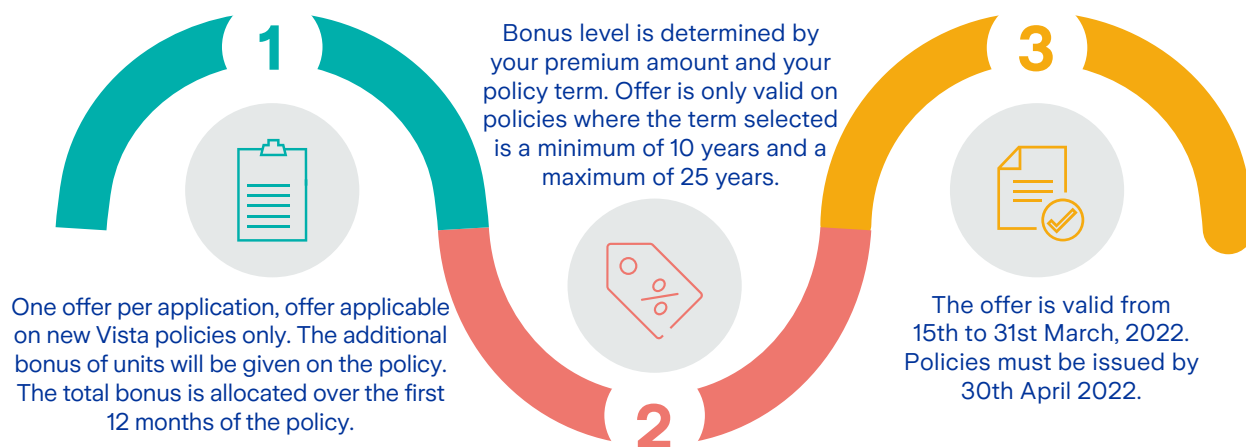 1
One offer per application, offer applicable
on new Vista policies only. The additional
bonus of units will be given on the policy.
The total bonus is allocated over the first
12 months of the policy.
Bonus level is determined by
your premium amount and your
policy term. Offer is only valid on
policies where the term selected
is a minimum of 10 years and a
maximum of 25 years.
%
2
3
The offer is valid from
15th to 31st March, 2022.
Policies must be issued by
30th April 2022.